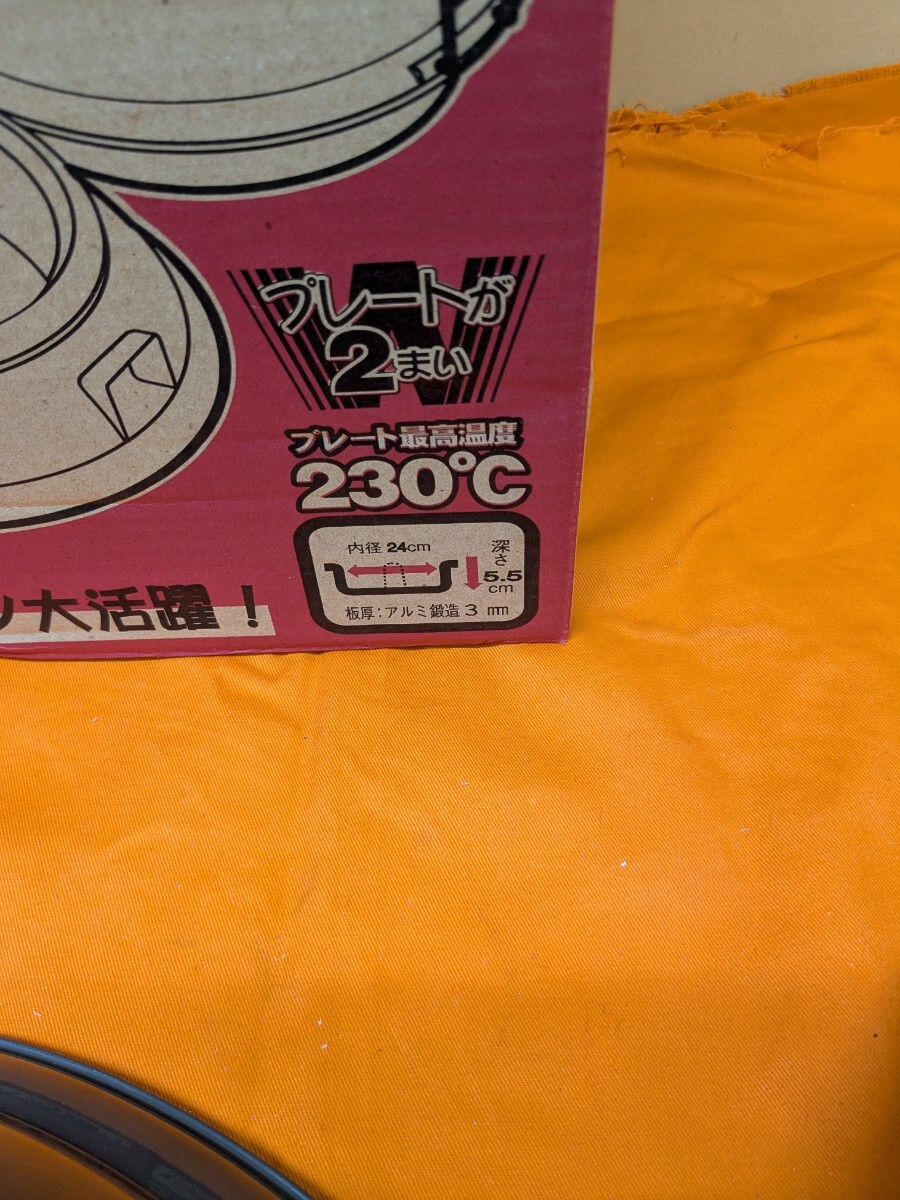 W
プレートが
2まい
プレート最高温度
230℃
内径 24cm
深さ
5.5
cm
板厚:アルミ鍛造 3 mm
大活躍!